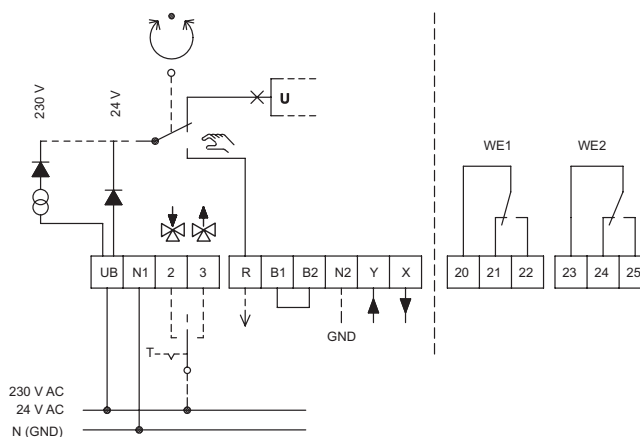 230 V
24 V
U
WE1
WE2
UB N1 2 3 R B1 B2 N2 Y X
20 21 22 23 24 25
GND
T
230 V AC
24 V AC
N (GND)